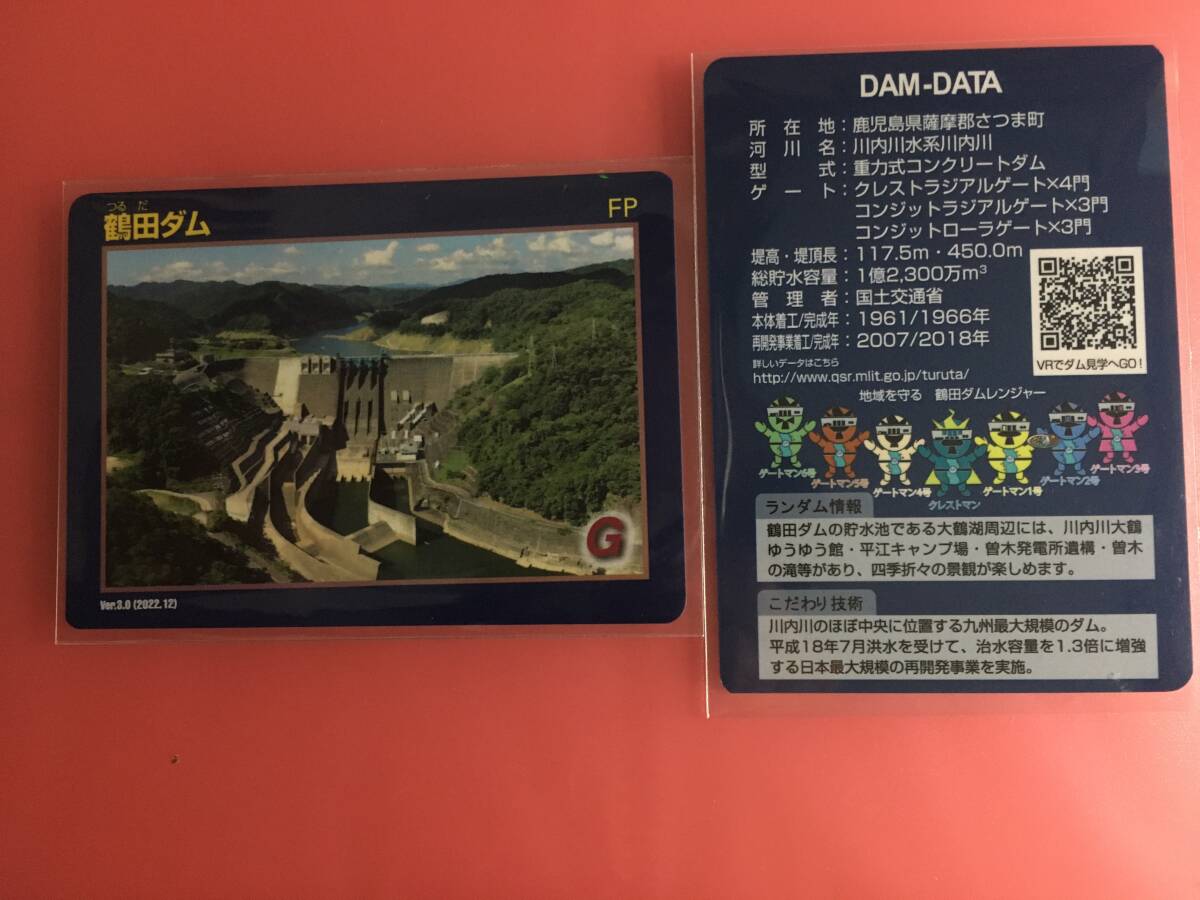 つるだ
鶴田ダム
FP
G
Ver.3.0 (2022.12)
DAM-DATA
所在地：鹿児島県薩摩郡さつま町
河川名：川内川水系川内川
型式：重力式コンクリートダム
ゲート：クレストラジアルゲート×4門
コンジットラジアルゲート×3門
コンジットローラゲート×3門
堤高・堤頂長：117.5m・450.0m
総貯水容量：1億2,300万m³
管理者：国土交通省
本体着工/完成年：1961/1966年
再開発事業着工/完成年：2007/2018年
詳しいデータはこちら
http://www.qsr.mlit.go.jp/turuta/
VRでダム見学へGO!
地域を守る 鶴田ダムレンジャー
ゲートマン6号
ゲートマン5号
ゲートマン4号
クレストマン
ゲートマン1号
ゲートマン2号
ゲートマン3号
ランダム情報
鶴田ダムの貯水池である大鶴湖周辺には、川内川大鶴
ゆうゆう館・平江キャンプ場・曽木発電所遺構・曽木
の滝等があり、四季折々の景観が楽しめます。
こだわり技術
川内川のほぼ中央に位置する九州最大規模のダム。
平成18年7月洪水を受けて、治水容量を1.3倍に増強
する日本最大規模の再開発事業を実施。